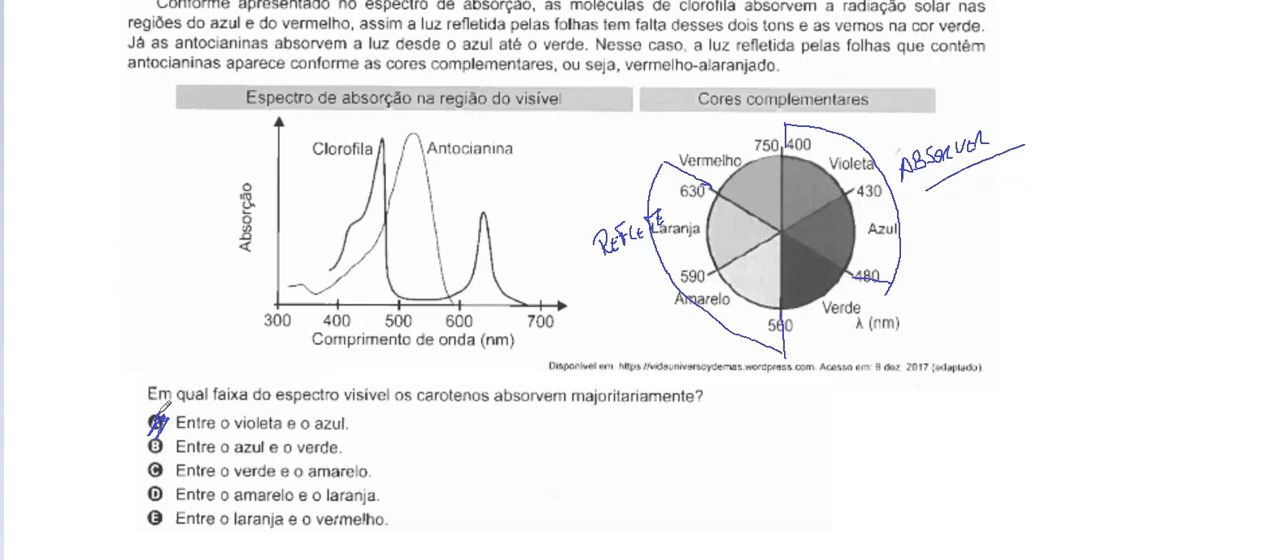 Conforme apresentado no espectro de absorção, as moléculas de clorofila absorvem a radiação solar nas
regiões do azul e do vermelho, assim a luz refletida pelas folhas tem falta desses dois tons e as vemos na cor verde.
Já as antocianinas absorvem a luz desde o azul até o verde. Nesse caso, a luz refletida pelas folhas que contêm
antocianinas aparece conforme as cores complementares, ou seja, vermelho-alaranjado.
Espectro de absorção na região do visível
Absorção
Clorofila
Antocianina
300 400 500 600 700
Comprimento de onda (nm)
Cores complementares
750 400
Vermelho
Violeta
ABSORVER
630
430
REFLETE
Laranja
Azul
590
480
Amarelo
Verde
560
λ (nm)
Disponível em https://vidauniversoydemas.wordpress.com. Acesso em: 6 dez. 2017 (adaptado)
Em qual faixa do espectro visível os carotenos absorvem majoritariamente?
A Entre o violeta e o azul.
B Entre o azul e o verde.
C Entre o verde e o amarelo.
D Entre o amarelo e o laranja.
E Entre o laranja e o vermelho.